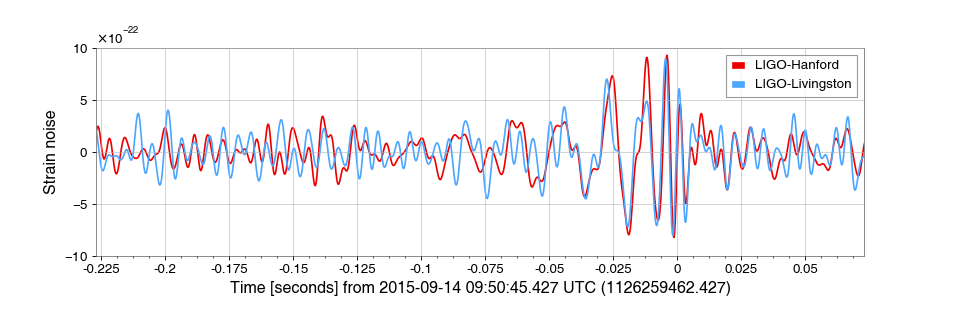 ×10⁻²²
10
5
0
−5
−10
Strain noise
LIGO-Hanford
LIGO-Livingston
-0.225 -0.2 -0.175 -0.15 -0.125 -0.1 -0.075 -0.05 -0.025 0 0.025 0.05
Time [seconds] from 2015-09-14 09:50:45.427 UTC (1126259462.427)